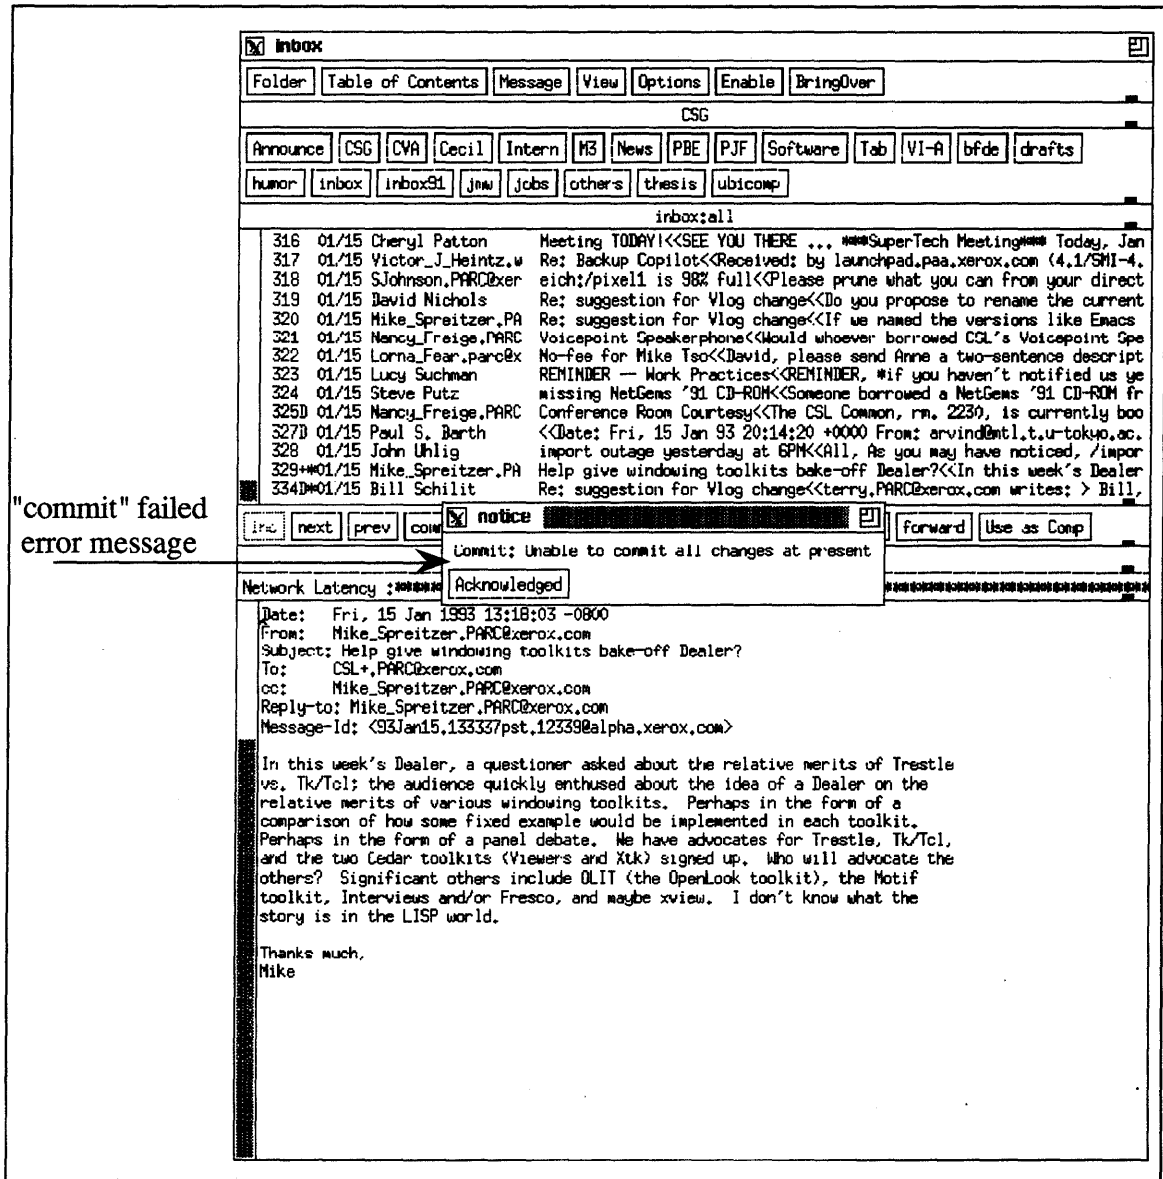 inbox
Folder Table of Contents Message View Options Enable BringOver
CSG
Announce CSG CVA Cecil Intern M3 News PBE PJF Software Tab VI-A bfde drafts
humor inbox inbox91 jmw jobs others thesis ubicomp
inbox:all
316 01/15 Cheryl Patton Meeting TODAY!<<SEE YOU THERE ... ***SuperTech Meeting*** Today, Jan
317 01/15 Victor_J_Heintz.w Re: Backup Copilot<<Received: by launchpad.paa.xerox.com (4.1/SMI-4.
318 01/15 SJohnson.PARC@xer eich:/pixel1 is 98% full<<Please prune what you can from your direct
319 01/15 David Nichols Re: suggestion for Vlog change<<Do you propose to rename the current
320 01/15 Mike_Spreitzer.PA Re: suggestion for Vlog change<<If we named the versions like Emacs
321 01/15 Nancy_Freige.PARC Voicepoint Speakerphone<<Would whoever borrowed CSL's Voicepoint Spe
322 01/15 Lorna_Fear.parc@x No-fee for Mike Tso<<David, please send Anne a two-sentence descript
323 01/15 Lucy Suchman REMINDER -- Work Practices<<REMINDER, *if you haven't notified us ye
324 01/15 Steve Putz missing NetGems '91 CD-ROM<<Someone borrowed a NetGems '91 CD-ROM fr
325D 01/15 Nancy_Freige.PARC Conference Room Courtesy<<The CSL Common, rm. 2230, is currently boo
327D 01/15 Paul S. Barth <<Date: Fri, 15 Jan 93 20:14:20 +0000 From: arvind@mtl.t.u-tokyo.ac.
328 01/15 John Uhlig import outage yesterday at 6PM<<All, As you may have noticed, /impor
329+*01/15 Mike_Spreitzer.PA Help give windowing toolkits bake-off Dealer?<<In this week's Dealer
334D*01/15 Bill Schilit Re: suggestion for Vlog change<<terry.PARC@xerox.com writes: > Bill,
"commit" failed
error message
inc next prev com notice forward Use as Comp
Commit: Unable to commit all changes at present
Acknowledged
Network Latency :
Date: Fri, 15 Jan 1993 13:18:03 -0800
From: Mike_Spreitzer.PARC@xerox.com
Subject: Help give windowing toolkits bake-off Dealer?
To: CSL+.PARC@xerox.com
cc: Mike_Spreitzer.PARC@xerox.com
Reply-to: Mike_Spreitzer.PARC@xerox.com
Message-Id: <93Jan15.133337pst.12339@alpha.xerox.com>
In this week's Dealer, a questioner asked about the relative merits of Trestle
vs. Tk/Tcl; the audience quickly enthused about the idea of a Dealer on the
relative merits of various windowing toolkits. Perhaps in the form of a
comparison of how some fixed example would be implemented in each toolkit.
Perhaps in the form of a panel debate. We have advocates for Trestle, Tk/Tcl,
and the two Cedar toolkits (Viewers and Xtk) signed up. Who will advocate the
others? Significant others include OLIT (the OpenLook toolkit), the Motif
toolkit, Interviews and/or Fresco, and maybe xview. I don't know what the
story is in the LISP world.
Thanks much,
Mike